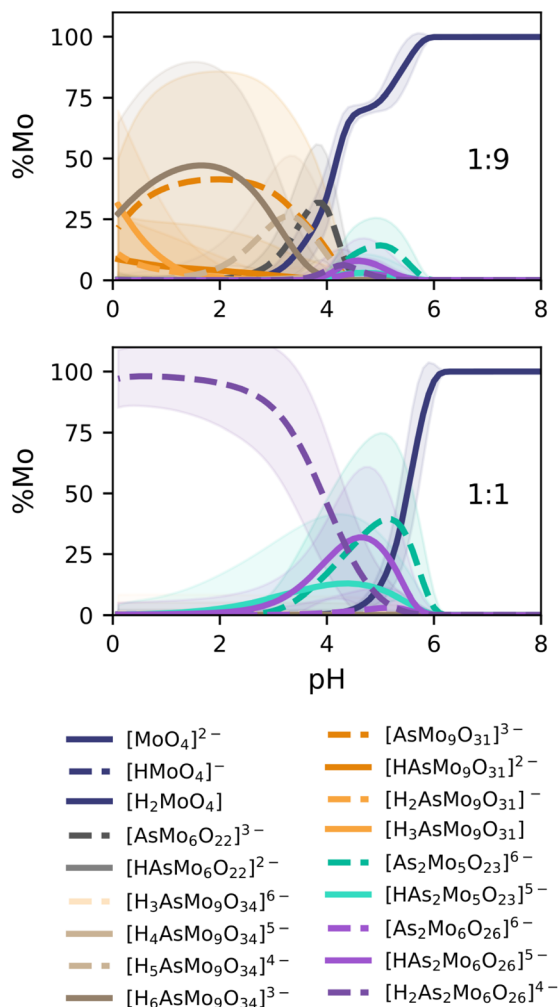 100
75
50
25
0
%Mo
1:9
0 2 4 6 8
100
75
50
25
0
%Mo
1:1
0 2 4 6 8
pH
[MoO₄]²⁻
[HMoO₄]⁻
[H₂MoO₄]
[AsMo₆O₂₂]³⁻
[HAsMo₆O₂₂]²⁻
[H₃AsMo₉O₃₄]⁶⁻
[H₄AsMo₉O₃₄]⁵⁻
[H₅AsMo₉O₃₄]⁴⁻
[H₆AsMo₉O₃₄]³⁻
[AsMo₉O₃₁]³⁻
[HAsMo₉O₃₁]²⁻
[H₂AsMo₉O₃₁]⁻
[H₃AsMo₉O₃₁]
[As₂Mo₅O₂₃]⁶⁻
[HAs₂Mo₅O₂₃]⁵⁻
[As₂Mo₆O₂₆]⁶⁻
[HAs₂Mo₆O₂₆]⁵⁻
[H₂As₂Mo₆O₂₆]⁴⁻